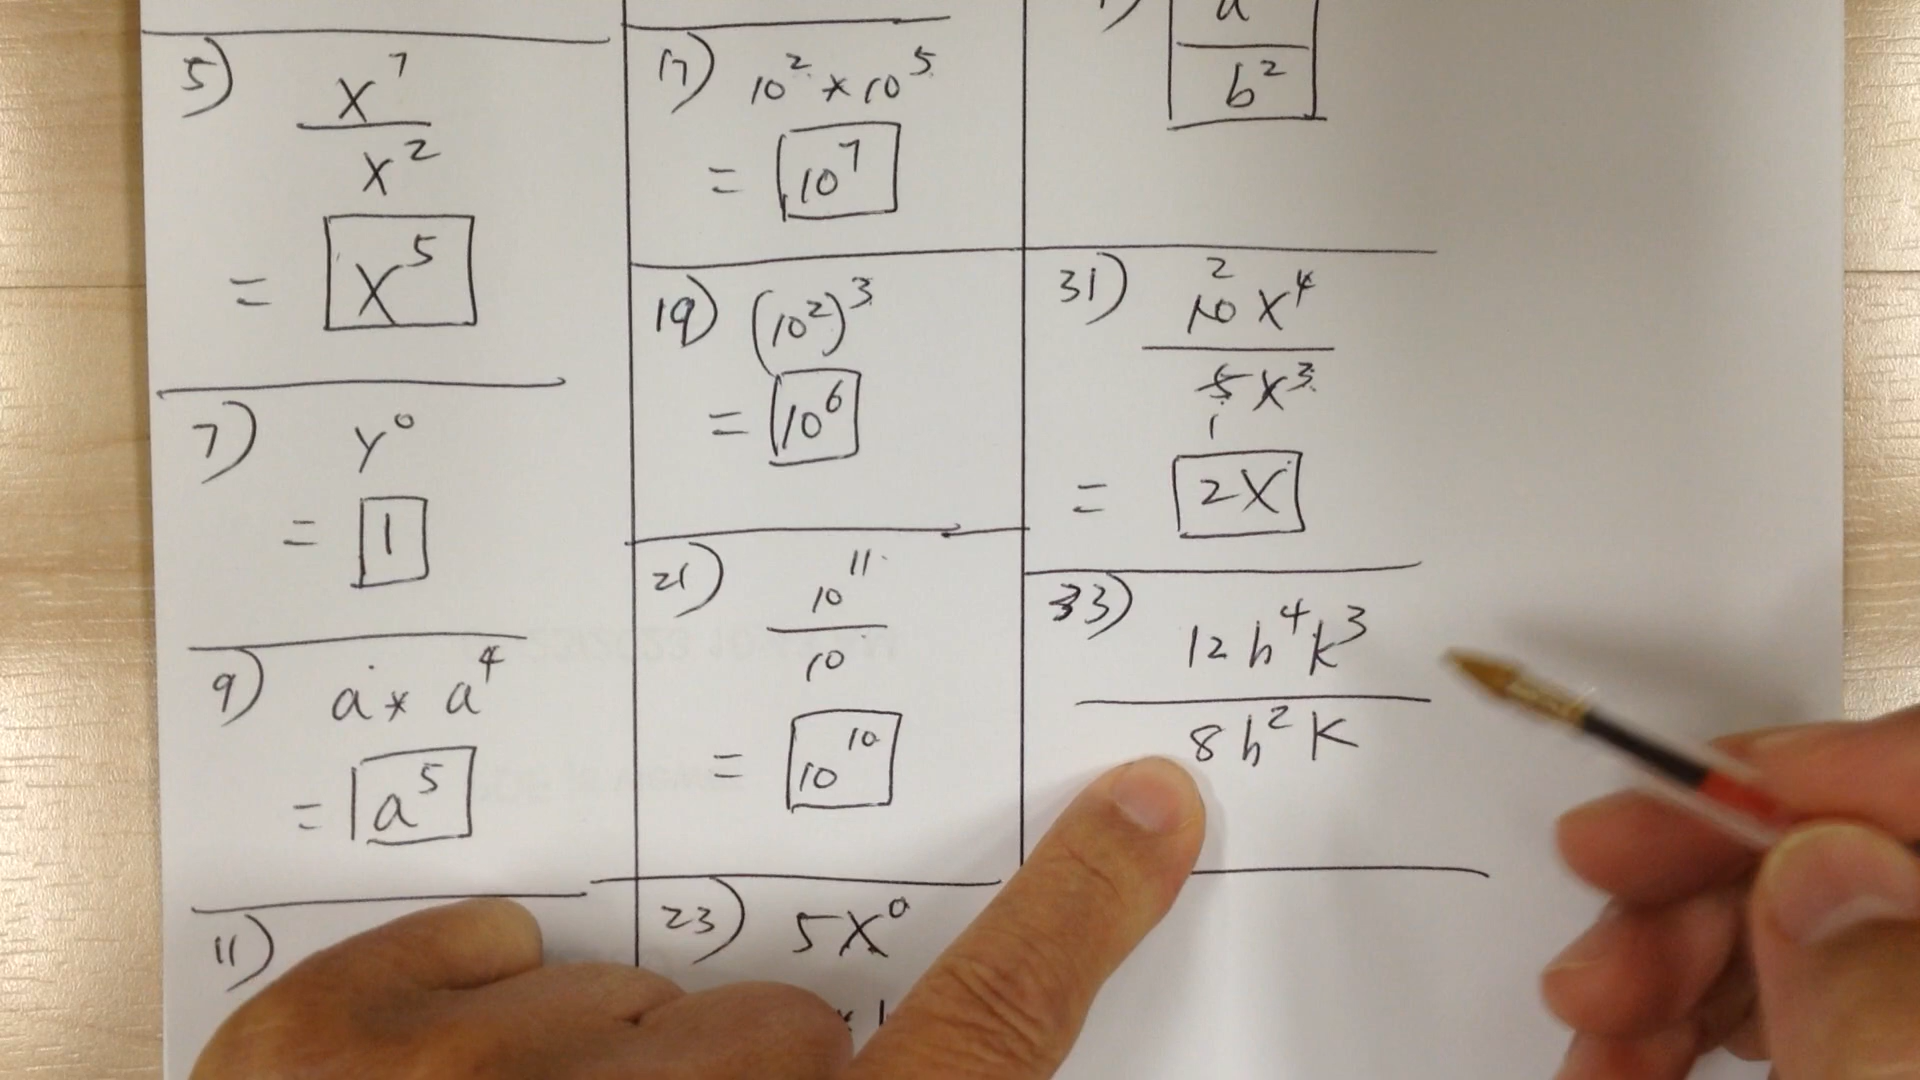 5) x^7
x^2
= x^5
7) y^0
= 1
9) a × a^4
= a^5
11)
17) 10^2 × 10^5
= 10^7
19) (10^2)^3
= 10^6
21) 10^11
10
= 10^10
23) 5x^0
b^2
31) 2
10x^4
5x^3
1
= 2x
33) 12h^4k^3
8h^2k